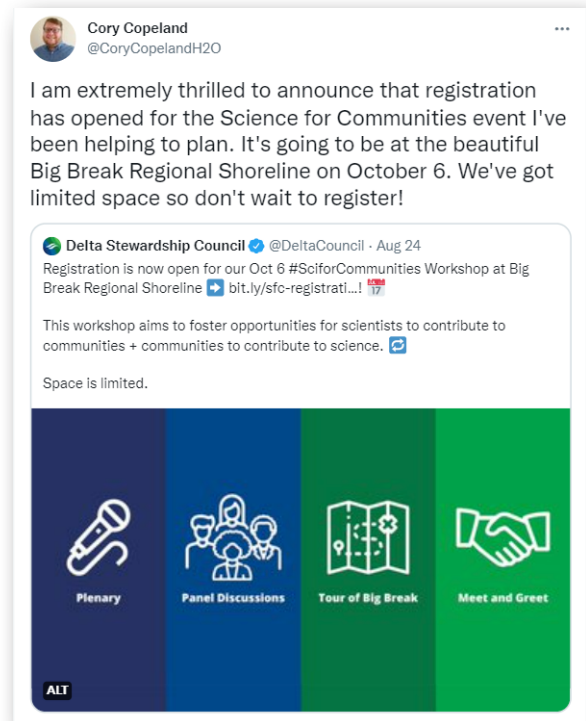 Cory Copeland
@CoryCopelandH2O
I am extremely thrilled to announce that registration
has opened for the Science for Communities event I've
been helping to plan. It's going to be at the beautiful
Big Break Regional Shoreline on October 6. We've got
limited space so don't wait to register!
Delta Stewardship Council @DeltaCouncil · Aug 24
Registration is now open for our Oct 6 #SciforCommunities Workshop at Big
Break Regional Shoreline ➡️ bit.ly/sfc-registrati...! 📅
This workshop aims to foster opportunities for scientists to contribute to
communities + communities to contribute to science. 🔁
Space is limited.
Plenary
Panel Discussions
Tour of Big Break
Meet and Greet
ALT